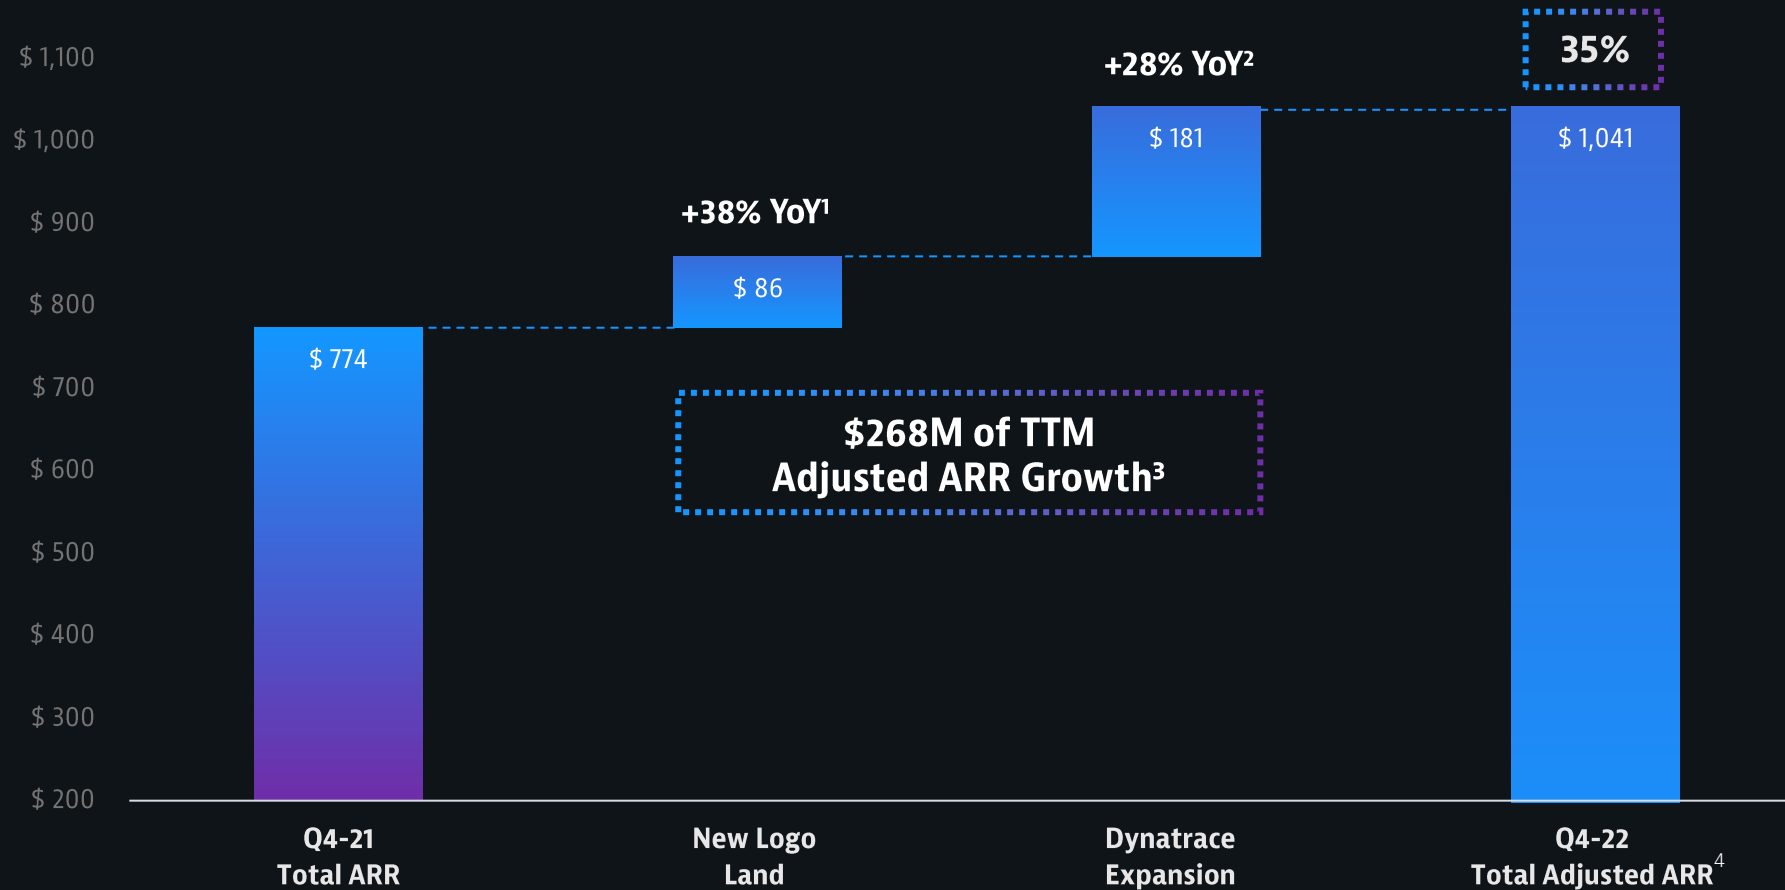 $ 1,100
$ 1,000
$ 900
$ 800
$ 700
$ 600
$ 500
$ 400
$ 300
$ 200
$ 774
+38% YoY¹
$ 86
+28% YoY²
$ 181
35%
$ 1,041
$268M of TTM
Adjusted ARR Growth³
Q4-21
Total ARR
New Logo
Land
Dynatrace
Expansion
Q4-22
Total Adjusted ARR⁴